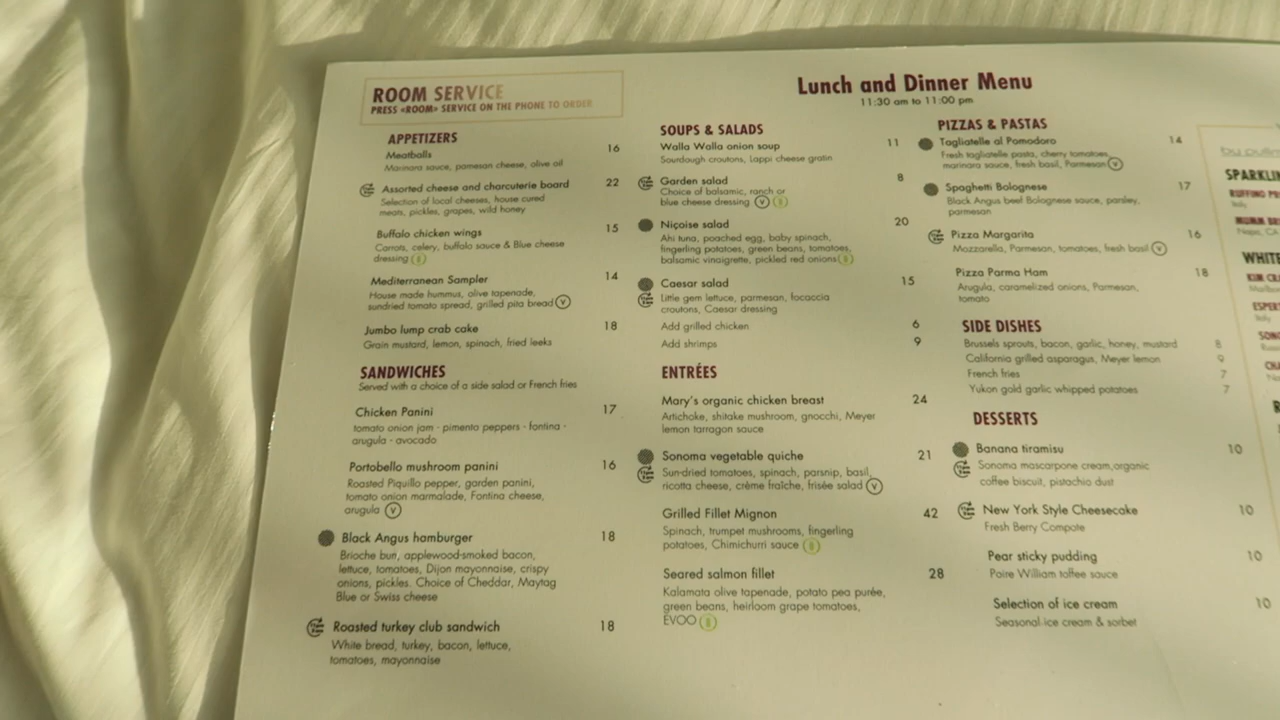 ROOM SERVICE
PRESS «ROOM» SERVICE ON THE PHONE TO ORDER
Lunch and Dinner Menu
11:30 am to 11:00 pm
APPETIZERS
Meatballs 16
Marinara sauce, parmesan cheese, olive oil
Assorted cheese and charcuterie board 22
Selection of local cheeses, house cured
meats, pickles, grapes, wild honey
Buffalo chicken wings 15
Carrots, celery, buffalo sauce & Blue cheese
dressing
Mediterranean Sampler 14
House made hummus, olive tapenade,
sundried tomato spread, grilled pita bread V
Jumbo lump crab cake 18
Grain mustard, lemon, spinach, fried leeks
SANDWICHES
Served with a choice of a side salad or French fries
Chicken Panini 17
tomato onion jam - pimento peppers - fontina -
arugula - avocado
Portobello mushroom panini 16
Roasted Piquillo pepper, garden panini,
tomato onion marmalade, Fontina cheese,
arugula V
Black Angus hamburger 18
Brioche bun, applewood-smoked bacon,
lettuce, tomatoes, Dijon mayonnaise, crispy
onions, pickles. Choice of Cheddar, Maytag
Blue or Swiss cheese
Roasted turkey club sandwich 18
White bread, turkey, bacon, lettuce,
tomatoes, mayonnaise
SOUPS & SALADS
Walla Walla onion soup 11
Sourdough croutons, Lappi cheese gratin
Garden salad 8
Choice of balsamic, ranch or
blue cheese dressing V
Niçoise salad 20
Ahi tuna, poached egg, baby spinach,
fingerling potatoes, green beans, tomatoes,
balsamic vinaigrette, pickled red onions
Caesar salad 15
Little gem lettuce, parmesan, focaccia
croutons, Caesar dressing
Add grilled chicken 6
Add shrimps 9
ENTRÉES
Mary's organic chicken breast 24
Artichoke, shitake mushroom, gnocchi, Meyer
lemon tarragon sauce
Sonoma vegetable quiche 21
Sun-dried tomatoes, spinach, parsnip, basil,
ricotta cheese, crème fraîche, frisée salad V
Grilled Fillet Mignon 42
Spinach, trumpet mushrooms, fingerling
potatoes, Chimichurri sauce
Seared salmon fillet 28
Kalamata olive tapenade, potato pea purée,
green beans, heirloom grape tomatoes,
EVOO
PIZZAS & PASTAS
Tagliatelle al Pomodoro 14
Fresh tagliatelle pasta, cherry tomatoes,
marinara sauce, fresh basil, Parmesan V
Spaghetti Bolognese 17
Black Angus beef Bolognese sauce, parsley,
parmesan
Pizza Margarita 16
Mozzarella, Parmesan, tomatoes, fresh basil V
Pizza Parma Ham 18
Arugula, caramelized onions, Parmesan,
tomato
SIDE DISHES
Brussels sprouts, bacon, garlic, honey, mustard 8
California grilled asparagus, Meyer lemon 9
French fries 7
Yukon gold garlic whipped potatoes 7
DESSERTS
Banana tiramisu 10
Sonoma mascarpone cream,organic
coffee biscuit, pistachio dust
New York Style Cheesecake 10
Fresh Berry Compote
Pear sticky pudding 10
Poire William toffee sauce
Selection of ice cream 10
Seasonal ice cream & sorbet
SPARKLIN
RUFFINO PR
Italy
MUMM BR
Napa, CA
WHITE
ESPER
Italy